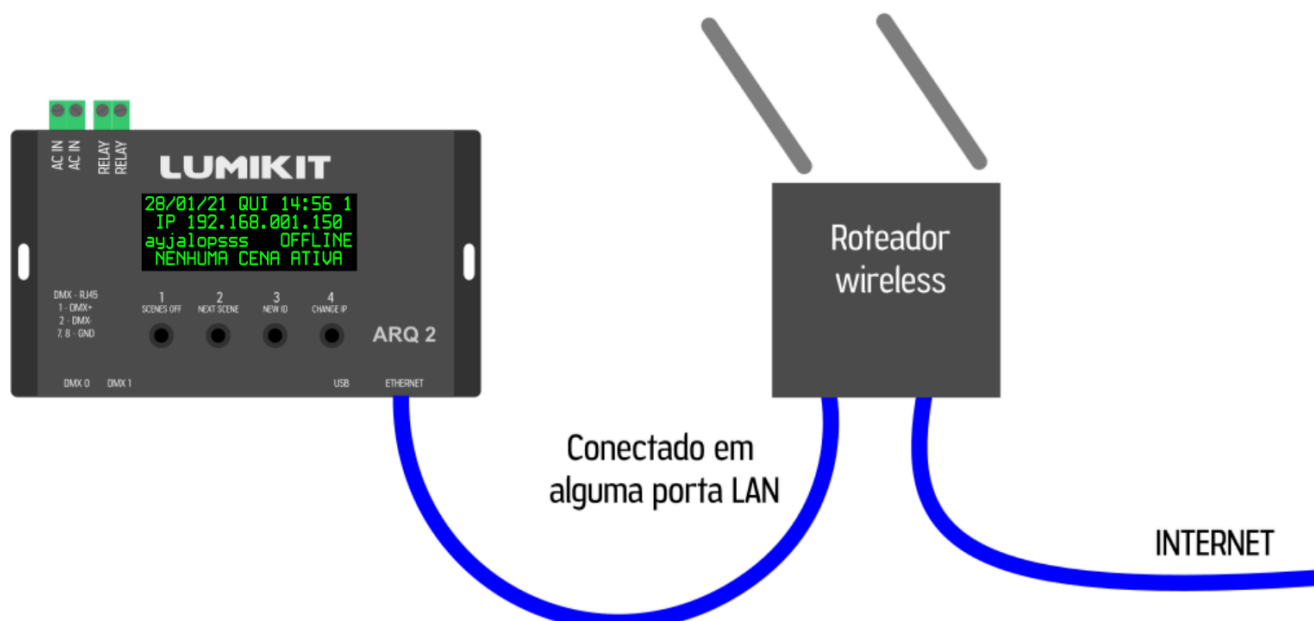 AC IN
AC IN
RELAY
RELAY
LUMIKIT
28/01/21 QUI 14:56 1
IP 192.168.001.150
ayjalopsss OFFLINE
NENHUMA CENA ATIVA
DMX - RJ45
1 - DMX+
2 - DMX-
7, 8 - GND
1
SCENES OFF
2
NEXT SCENE
3
NEW ID
4
CHANGE IP
ARQ 2
DMX 0
DMX 1
USB
ETHERNET
Roteador
wireless
Conectado em
alguma porta LAN
INTERNET